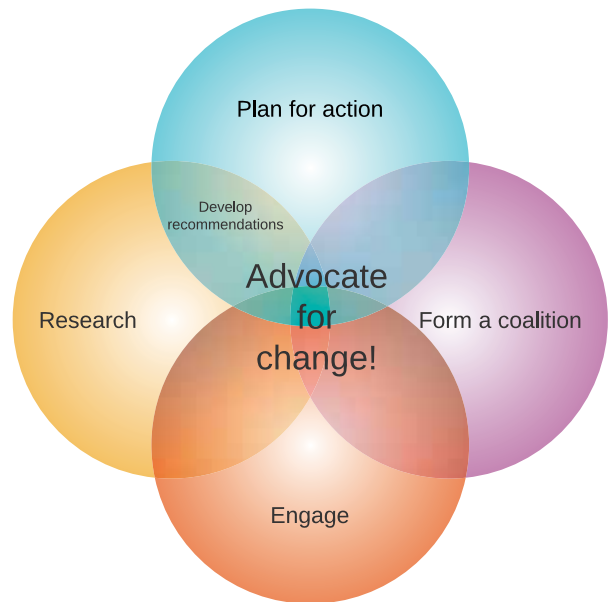 Plan for action
Develop
recommendations
Advocate
for
change!
Research
Form a coalition
Engage